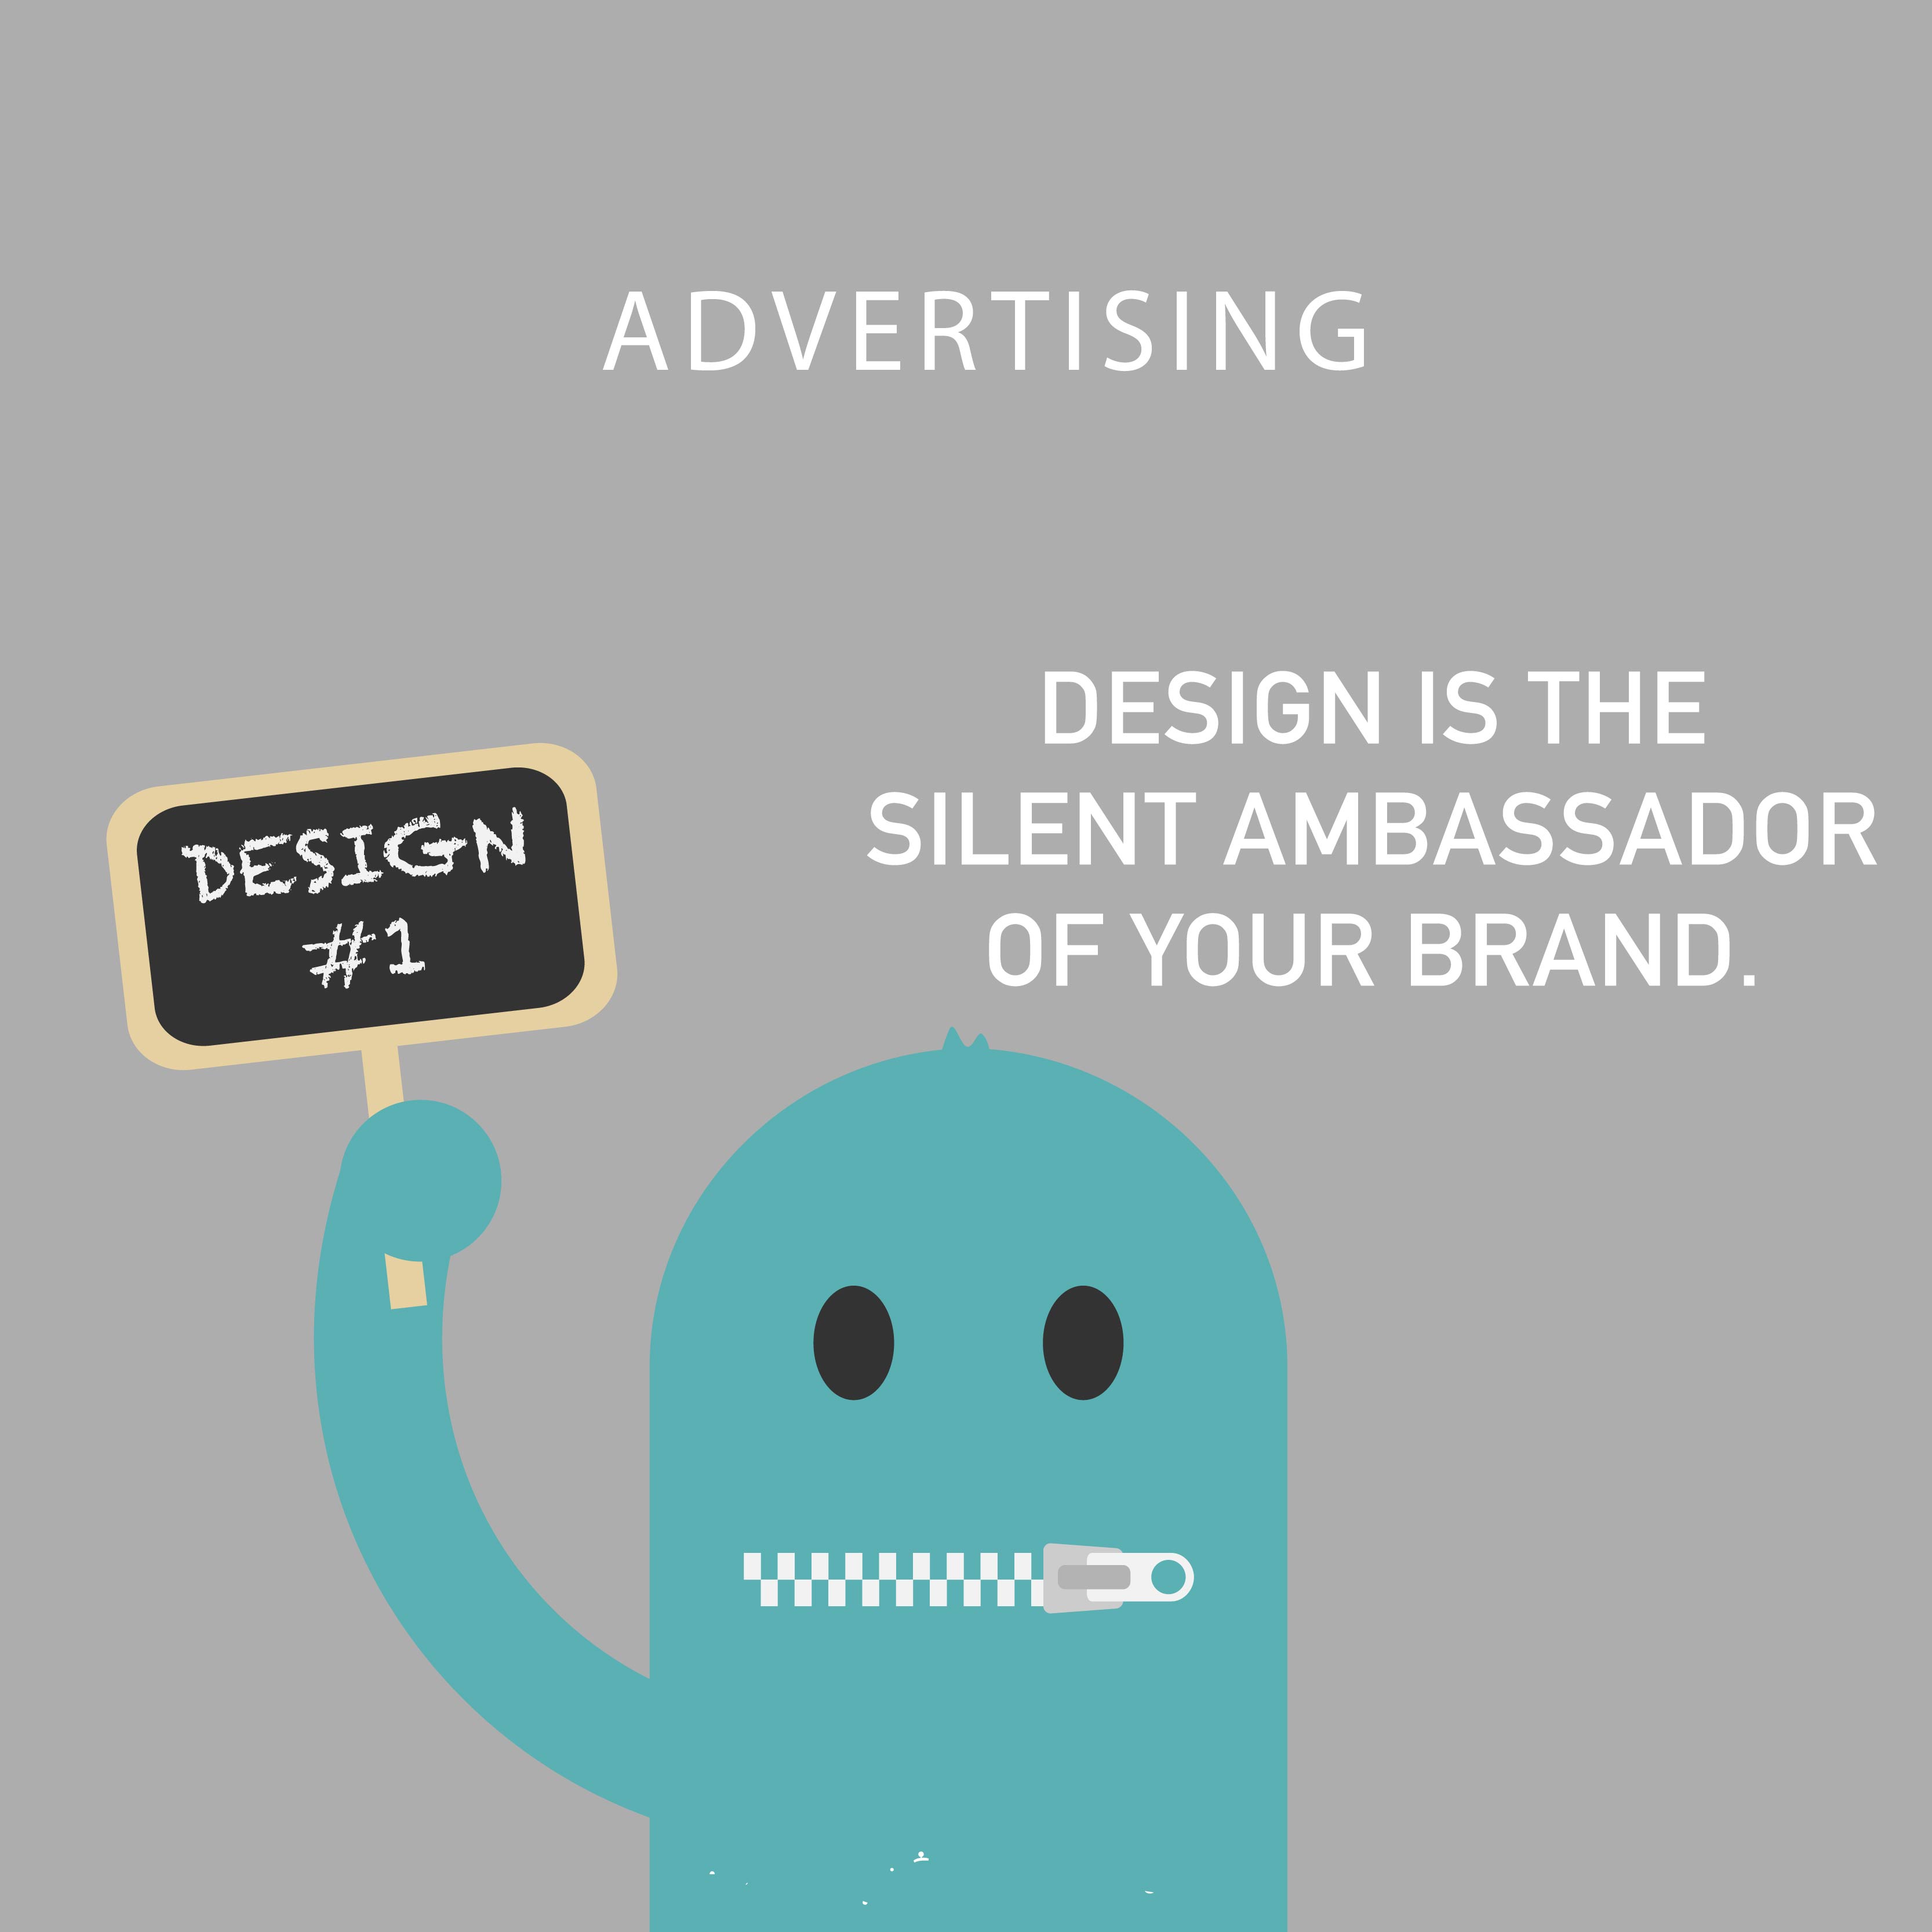 ADVERTISING
DESIGN IS THE
SILENT AMBASSADOR
OF YOUR BRAND.
DESIGN
#1